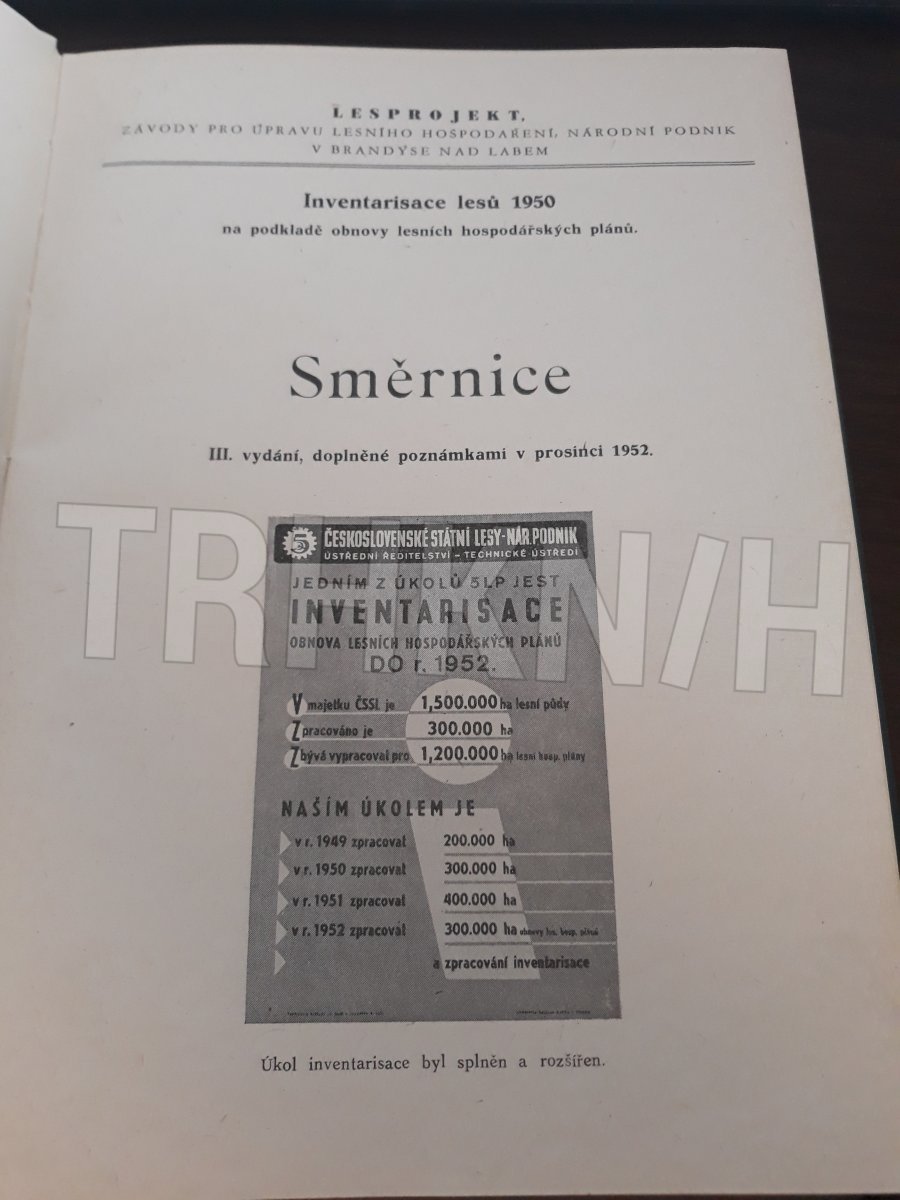 LESPROJEKT,
ZÁVODY PRO ÚPRAVU LESNÍHO HOSPODAŘENÍ, NÁRODNÍ PODNIK
V BRANDÝSE NAD LABEM
Inventarisace lesů 1950
na podkladě obnovy lesních hospodářských plánů.
Směrnice
III. vydání, doplněné poznámkami v prosinci 1952.
5 ČESKOSLOVENSKÉ STÁTNÍ LESY-NÁR.PODNIK
ÚSTŘEDNÍ ŘEDITELSTVÍ - TECHNICKÉ ÚSTŘEDÍ
JEDNÍM Z ÚKOLŮ 5LP JEST
INVENTARISACE
OBNOVA LESNÍCH HOSPODÁŘSKÝCH PLÁNŮ
DO r. 1952.
V majetku ČSSL je 1,500.000 ha lesní půdy
Zpracováno je 300.000 ha
Zbývá vypracovat pro 1,200.000 ha lesní hosp. plány
NAŠÍM ÚKOLEM JE
v r. 1949 zpracovat 200.000 ha
v r. 1950 zpracovat 300.000 ha
v r. 1951 zpracovat 400.000 ha
v r. 1952 zpracovat 300.000 ha obnovy hosp. plánů
a zpracování inventarisace
Úkol inventarisace byl splněn a rozšířen.